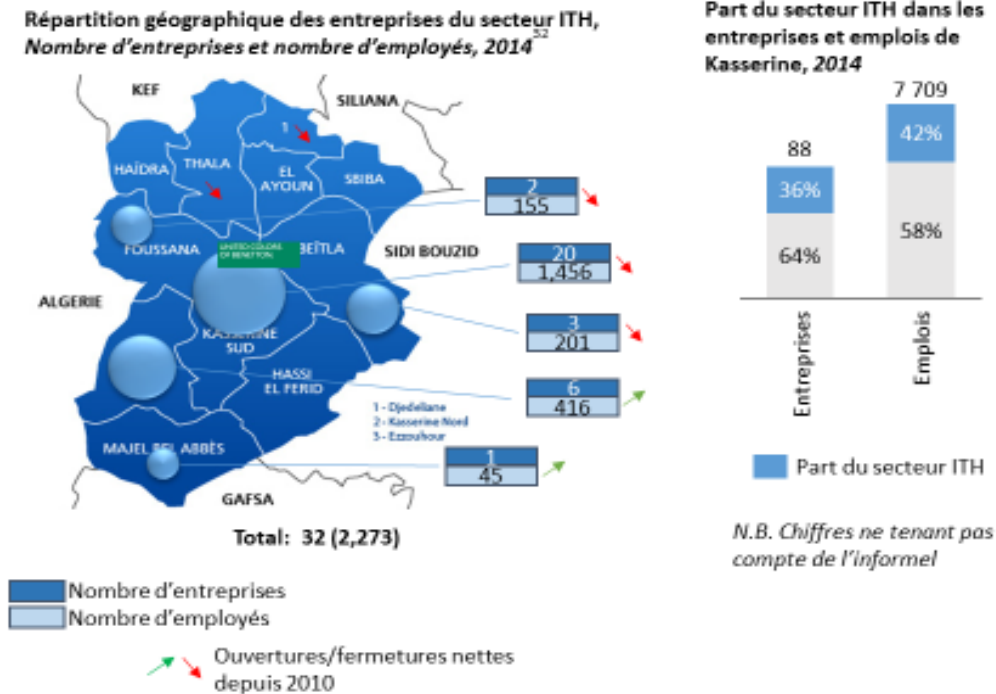 Répartition géographique des entreprises du secteur ITH,
Nombre d'entreprises et nombre d'employés, 2014
52
KEF
SILIANA
1
HAÏDRA
THALA
EL
AYOUN
SBIBA
2
155
FOUSSANA
UNITED COLORS
OF BENETTON.
BEÏTLA
SIDI BOUZID
20
1,456
ALGERIE
KASSERINE
SUD
3
201
HASSI
EL FERID
6
416
1 - Djedeliane
2 - Kasserine Nord
3 - Ezzouhour
MAJEL BEL ABBÈS
1
45
GAFSA
Total: 32 (2,273)
Nombre d'entreprises
Nombre d'employés
Ouvertures/fermetures nettes
depuis 2010
Part du secteur ITH dans les
entreprises et emplois de
Kasserine, 2014
7 709
88
42%
36%
58%
64%
Entreprises
Emplois
Part du secteur ITH
N.B. Chiffres ne tenant pas
compte de l'informel